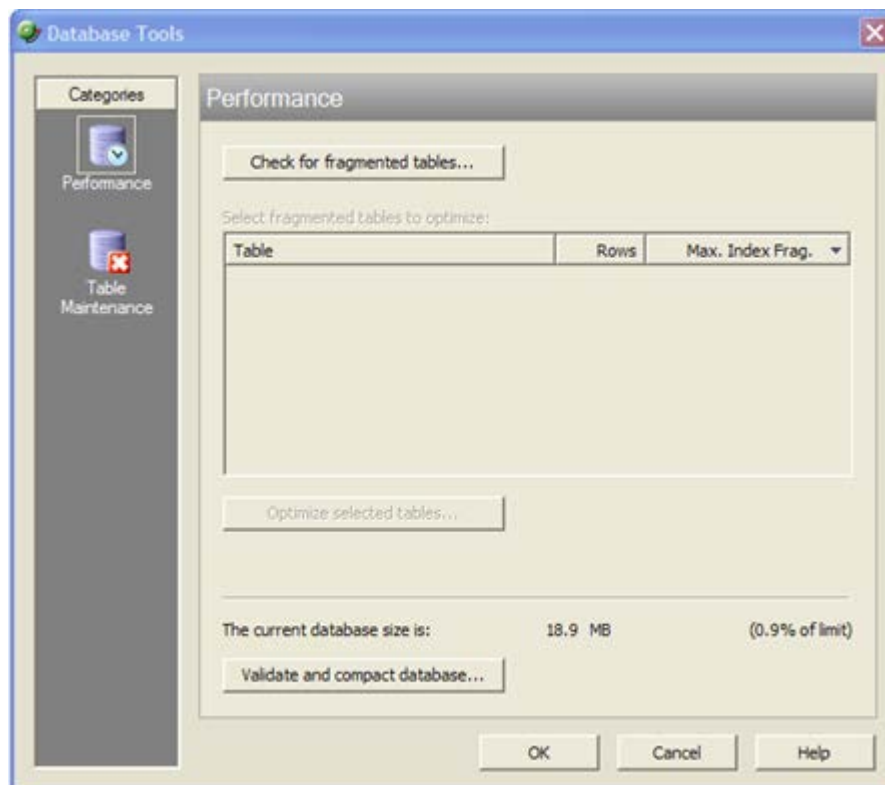 Database Tools
Categories
Performance
Table
Maintenance
Performance
Check for fragmented tables...
Select fragmented tables to optimize:
Table Rows Max. Index Frag.
Optimize selected tables...
The current database size is: 18.9 MB (0.9% of limit)
Validate and compact database...
OK Cancel Help